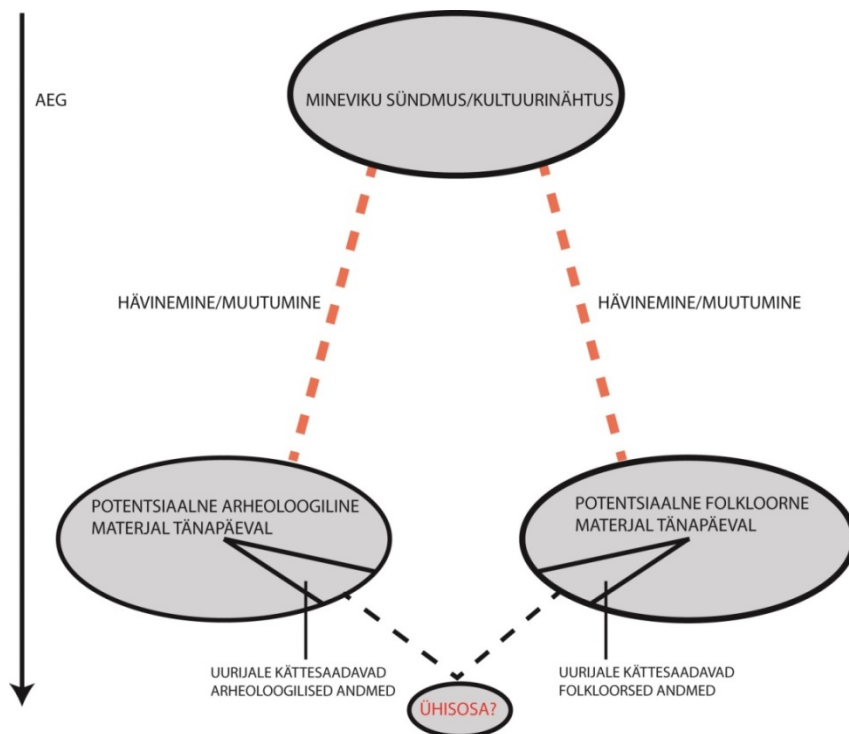 AEG
MINEVIKU SÜNDMUS/KULTUURINÄHTUS
HÄVINEMINE/MUUTUMINE
HÄVINEMINE/MUUTUMINE
POTENTSIAALNE ARHEOLOOGILINE
MATERJAL TÄNAPÄEVAL
POTENTSIAALNE FOLKLOORNE
MATERJAL TÄNAPÄEVAL
UURIJALE KÄTTESAADAVAD
ARHEOLOOGILISED ANDMED
UURIJALE KÄTTESAADAVAD
FOLKLOORSED ANDMED
ÜHISOSA?